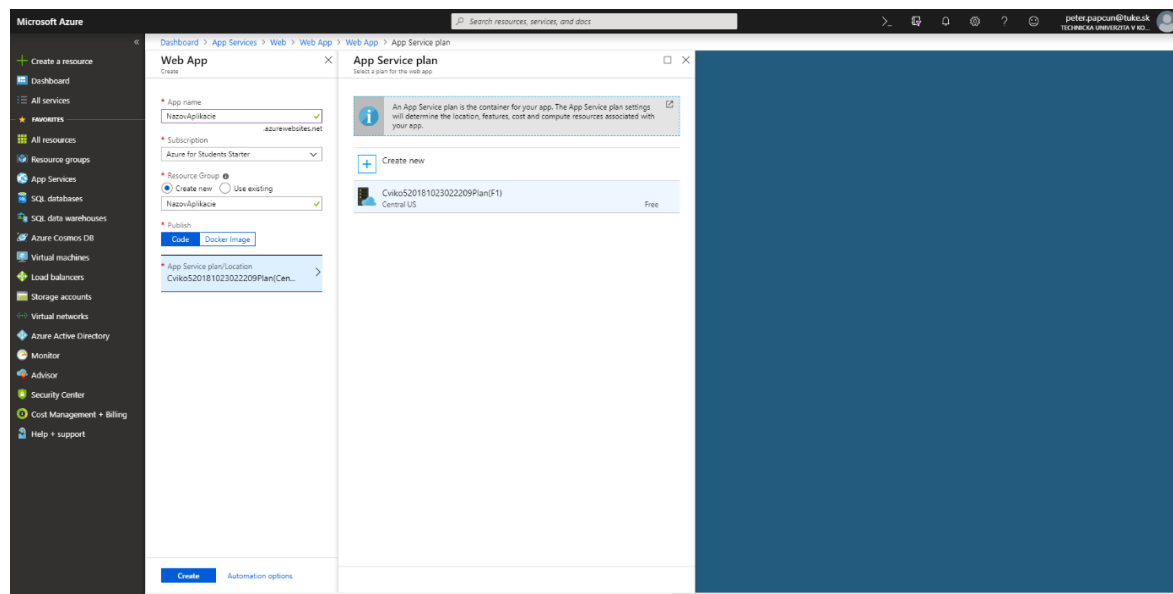 Microsoft Azure
Search resources, services, and docs
peter.papcun@tuke.sk
TECHNICKA UNIVERZITA V KO...
Dashboard > App Services > Web > Web App > Web App > App Service plan
Create a resource
Dashboard
All services
FAVORITES
All resources
Resource groups
App Services
SQL databases
SQL data warehouses
Azure Cosmos DB
Virtual machines
Load balancers
Storage accounts
Virtual networks
Azure Active Directory
Monitor
Advisor
Security Center
Cost Management + Billing
Help + support
Web App
Create
* App name
NazovAplikacie
.azurewebsites.net
* Subscription
Azure for Students Starter
* Resource Group
Create new Use existing
NazovAplikacie
* Publish
Code Docker Image
* App Service plan/Location
Cviko520181023022209Plan(Cen...
Create Automation options
App Service plan
Select a plan for the web app
An App Service plan is the container for your app. The App Service plan settings
will determine the location, features, cost and compute resources associated with
your app.
Create new
Cviko520181023022209Plan(F1)
Central US Free